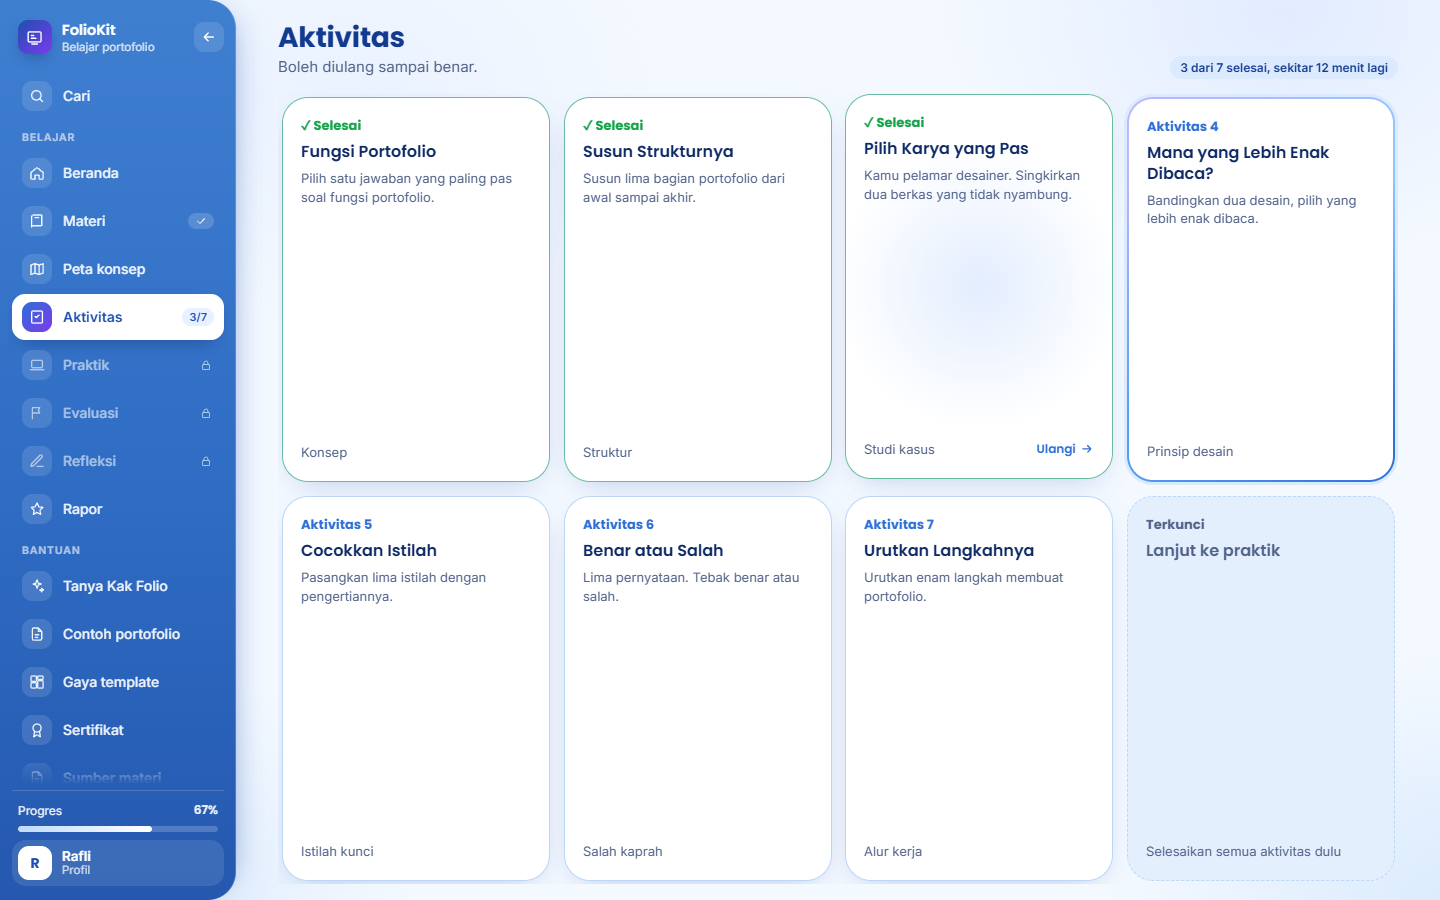 FolioKit
Belajar portofolio
Cari
BELAJAR
Beranda
Materi
Peta konsep
Aktivitas 3/7
Praktik
Evaluasi
Refleksi
Rapor
BANTUAN
Tanya Kak Folio
Contoh portofolio
Gaya template
Sertifikat
Sumber materi
Progres 67%
R
Rafli
Profil
Aktivitas
Boleh diulang sampai benar.
3 dari 7 selesai, sekitar 12 menit lagi
✓ Selesai
Fungsi Portofolio
Pilih satu jawaban yang paling pas
soal fungsi portofolio.
Konsep
✓ Selesai
Susun Strukturnya
Susun lima bagian portofolio dari
awal sampai akhir.
Struktur
✓ Selesai
Pilih Karya yang Pas
Kamu pelamar desainer. Singkirkan
dua berkas yang tidak nyambung.
Studi kasus Ulangi →
Aktivitas 4
Mana yang Lebih Enak
Dibaca?
Bandingkan dua desain, pilih yang
lebih enak dibaca.
Prinsip desain
Aktivitas 5
Cocokkan Istilah
Pasangkan lima istilah dengan
pengertiannya.
Istilah kunci
Aktivitas 6
Benar atau Salah
Lima pernyataan. Tebak benar atau
salah.
Salah kaprah
Aktivitas 7
Urutkan Langkahnya
Urutkan enam langkah membuat
portofolio.
Alur kerja
Terkunci
Lanjut ke praktik
Selesaikan semua aktivitas dulu